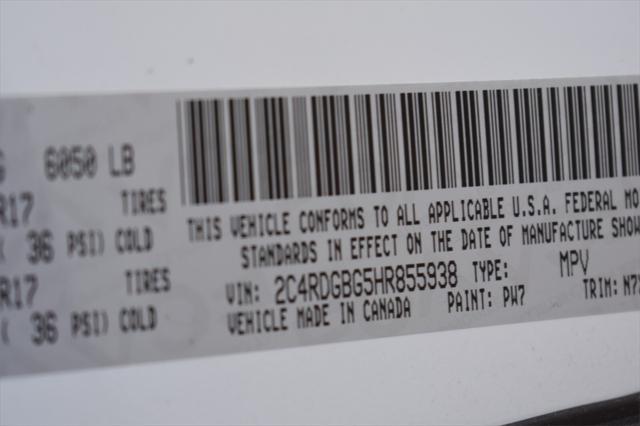 G 6050 LB
R17 TIRES
( 36 PSI) COLD
R17 TIRES
( 36 PSI) COLD
THIS VEHICLE CONFORMS TO ALL APPLICABLE U.S.A. FEDERAL MO
STANDARDS IN EFFECT ON THE DATE OF MANUFACTURE SHOW
VIN: 2C4RDGBG5HR855938 TYPE: MPV
VEHICLE MADE IN CANADA PAINT: PW7 TRIM: N7